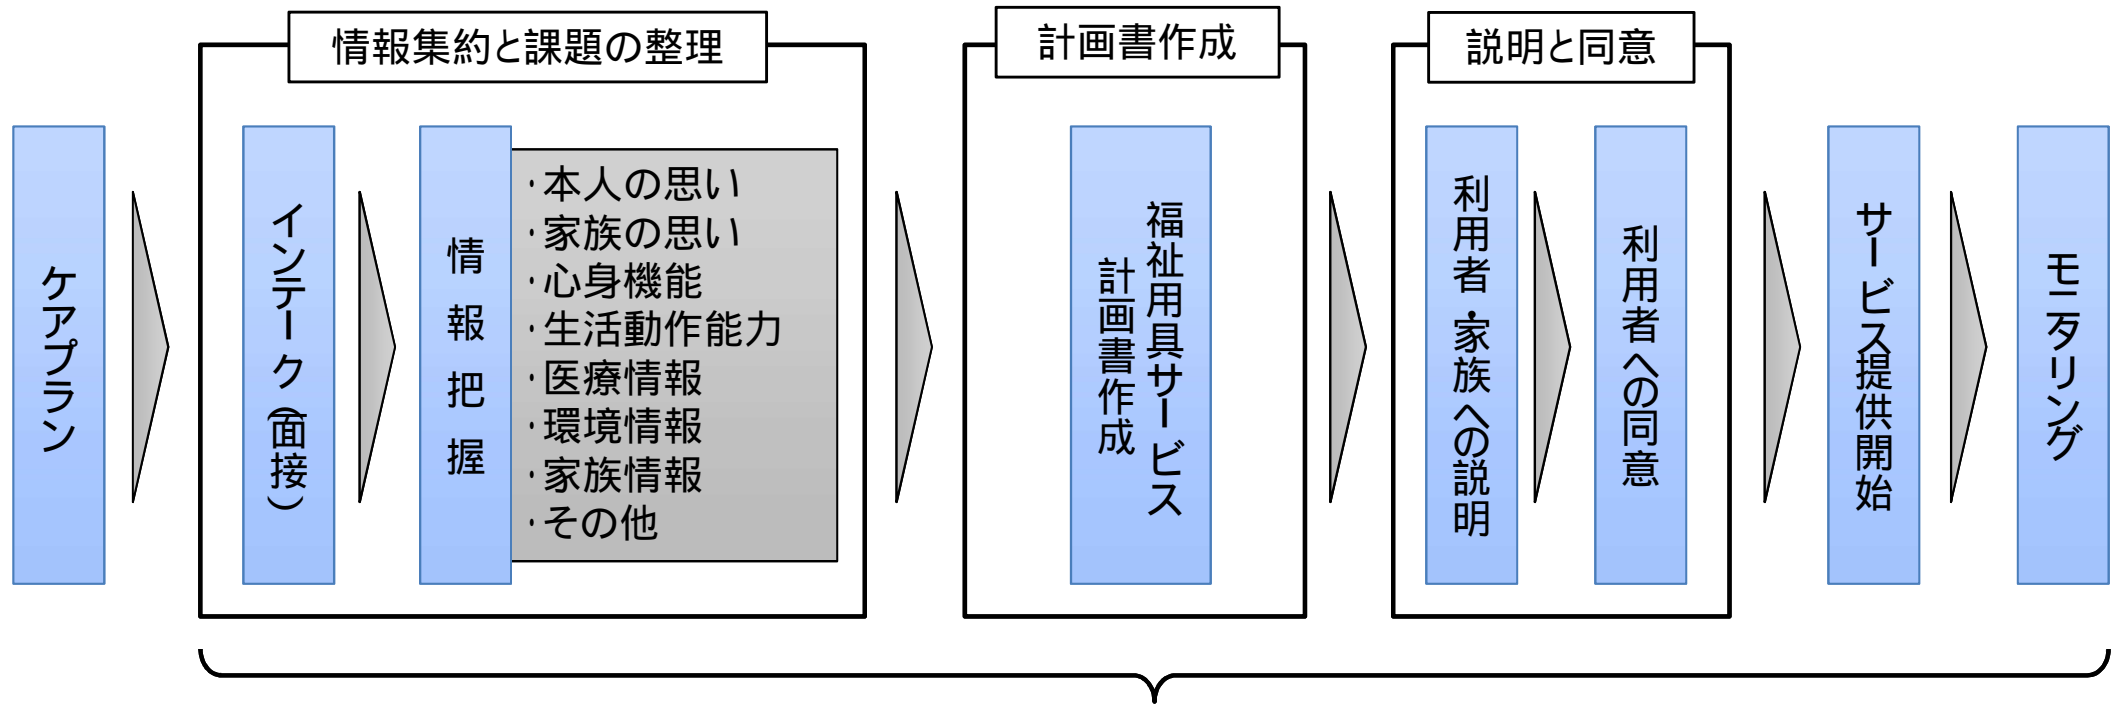 情報集約と課題の整理
計画書作成
説明と同意
ケアプラン
インテーク(面接)
情報把握
・本人の思い
・家族の思い
・心身機能
・生活動作能力
・医療情報
・環境情報
・家族情報
・その他
福祉用具サービス
計画書作成
利用者・家族への説明
利用者への同意
サービス提供開始
モニタリング